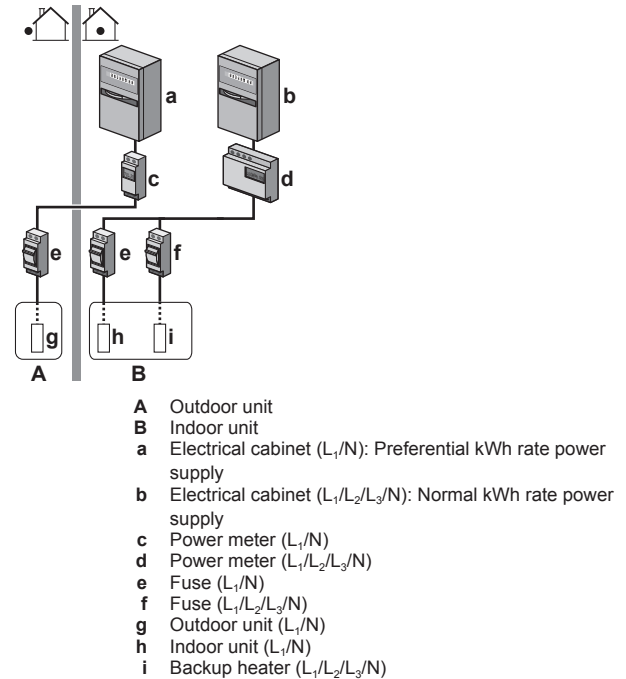 a
b
c
d
e
e
f
g
h
i
A
B
A Outdoor unit
B Indoor unit
a Electrical cabinet (L₁/N): Preferential kWh rate power
supply
b Electrical cabinet (L₁/L₂/L₃/N): Normal kWh rate power
supply
c Power meter (L₁/N)
d Power meter (L₁/L₂/L₃/N)
e Fuse (L₁/N)
f Fuse (L₁/L₂/L₃/N)
g Outdoor unit (L₁/N)
h Indoor unit (L₁/N)
i Backup heater (L₁/L₂/L₃/N)